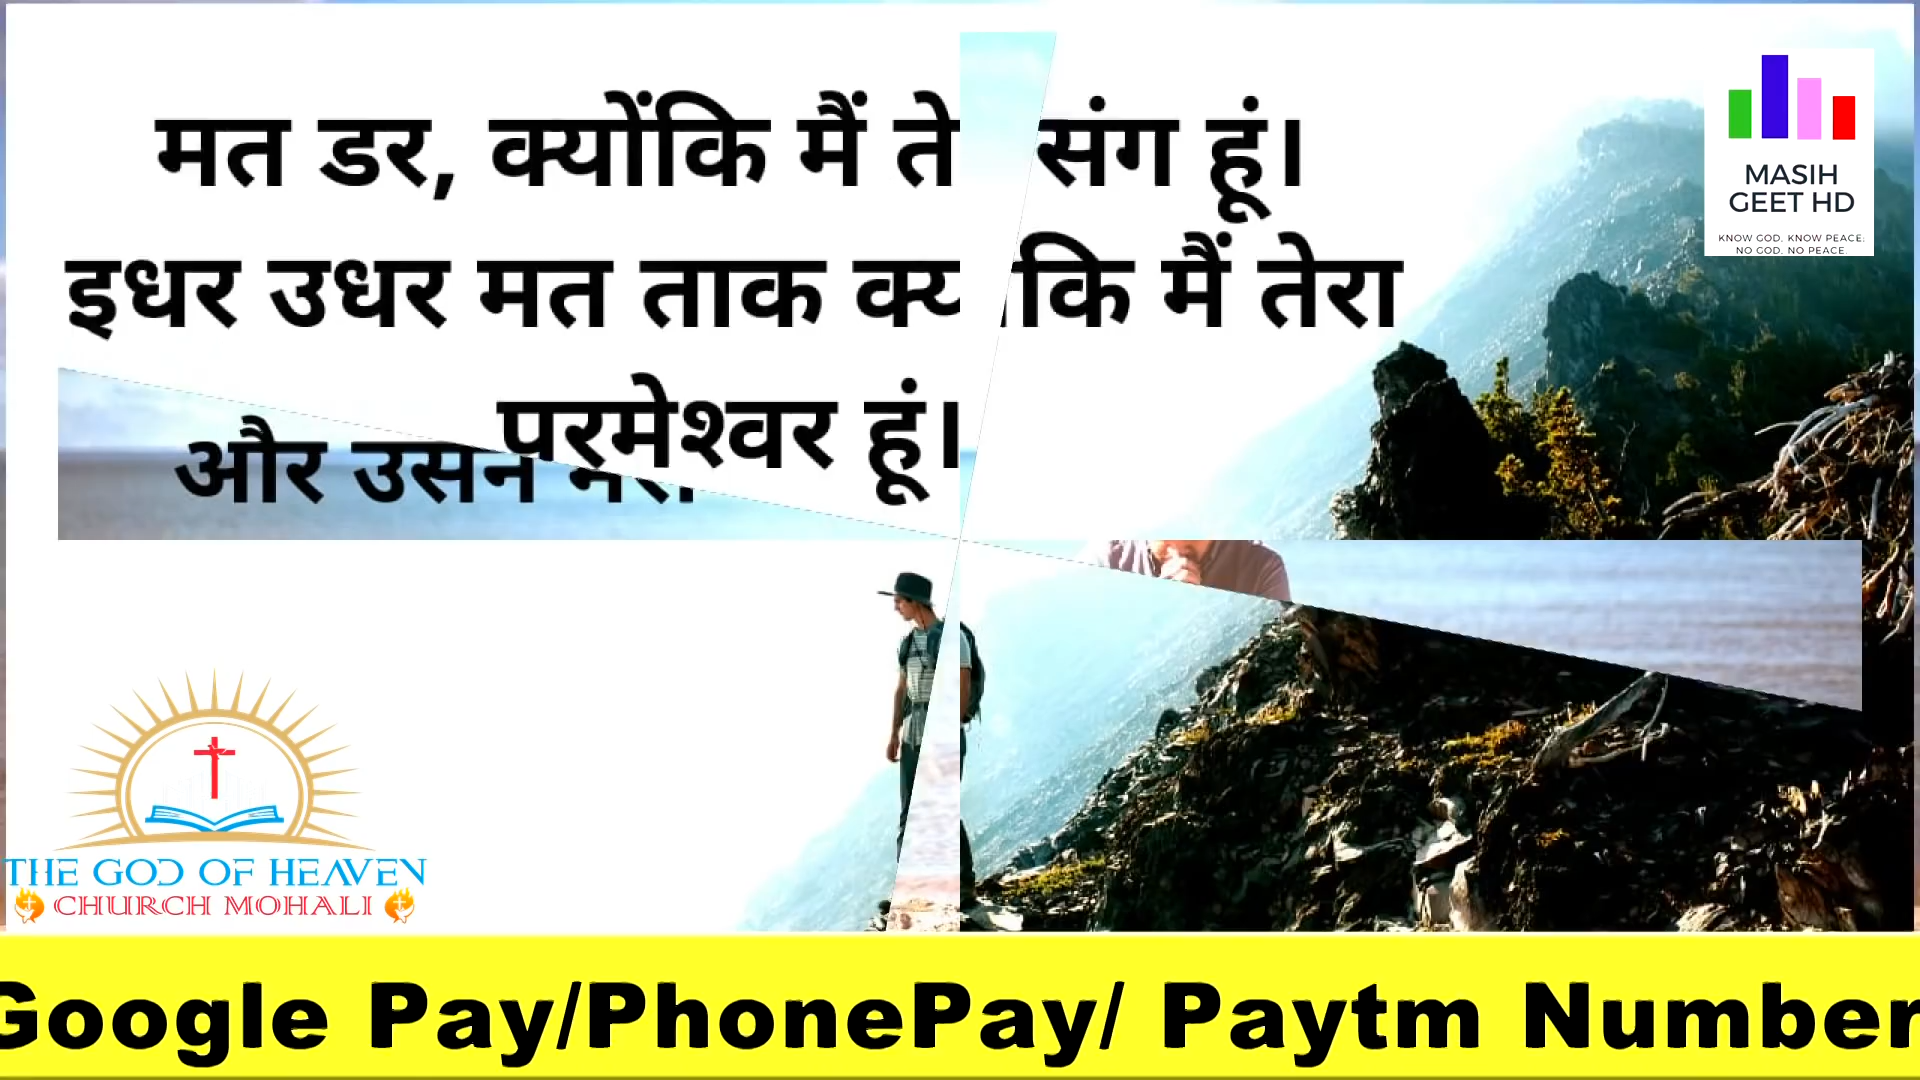 मत डर, क्योंकि मैं ते संग हूं।
इधर उधर मत ताक क्योंकि मैं तेरा
परमेश्वर हूं।
और उसने
MASIH
GEET HD
KNOW GOD. KNOW PEACE.
NO GOD. NO PEACE.
THE GOD OF HEAVEN
CHURCH MOHALI
Google Pay/PhonePay/ Paytm Number